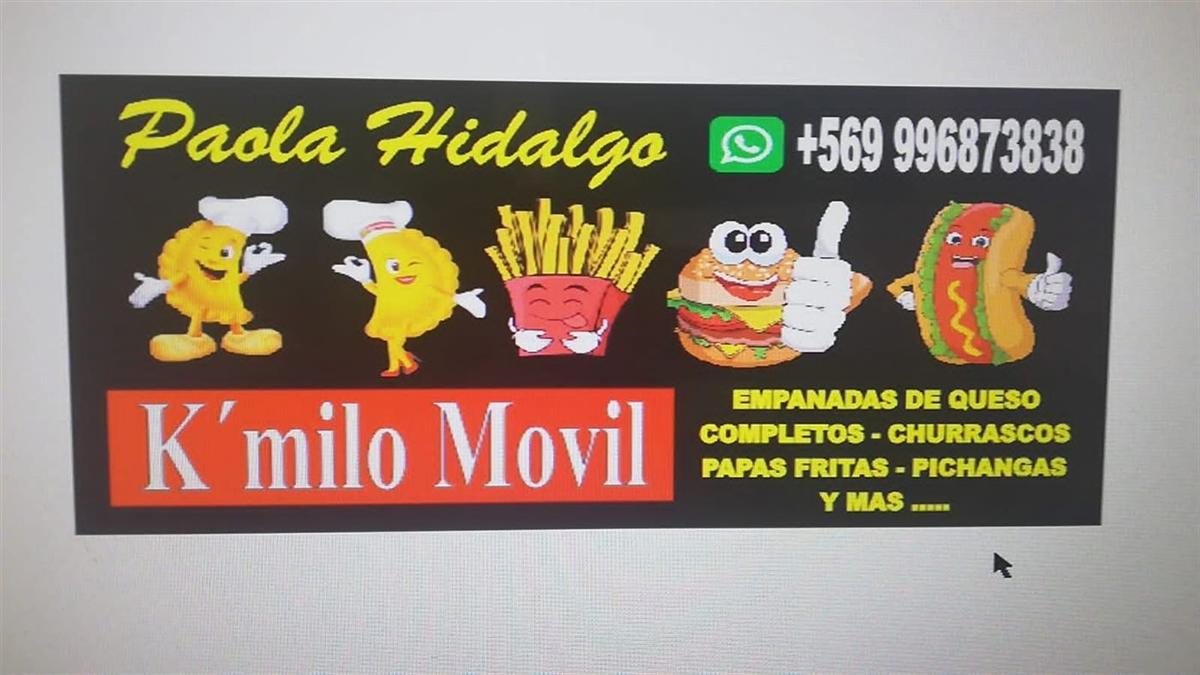 Paola Hidalgo
+569 996873838
K´milo Movil
EMPANADAS DE QUESO
COMPLETOS - CHURRASCOS
PAPAS FRITAS - PICHANGAS
Y MAS .....